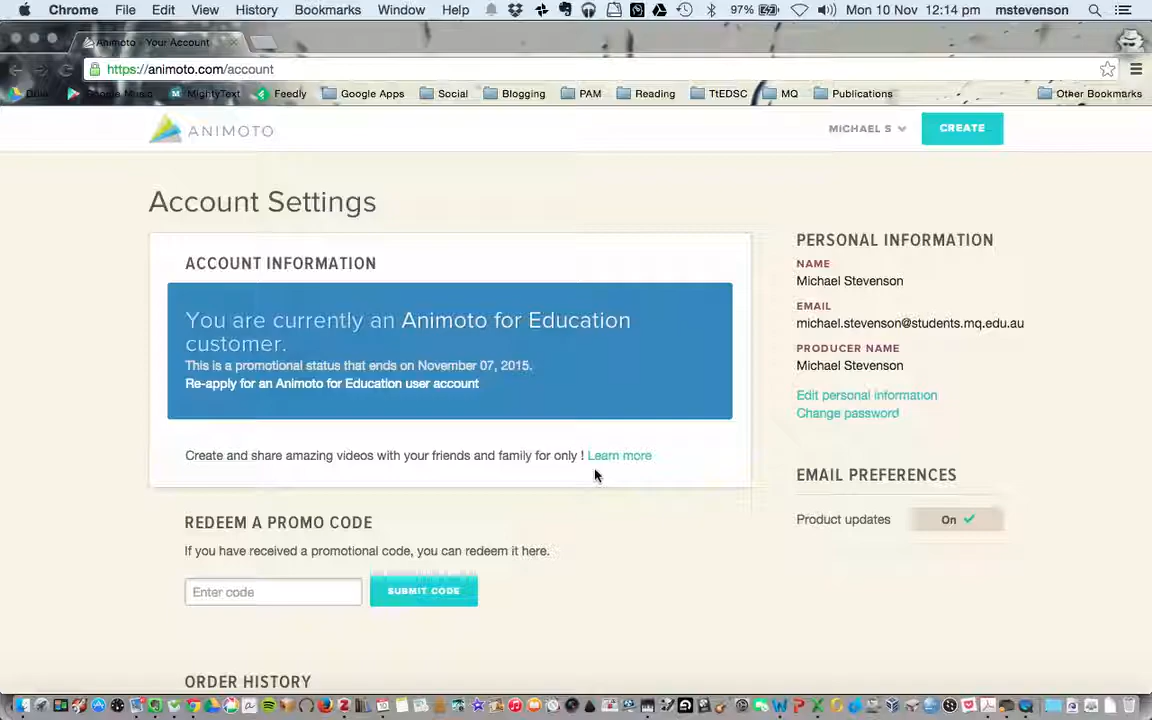 Chrome File Edit View History Bookmarks Window Help 97% Mon 10 Nov 12:14 pm mstevenson
Animoto - Your Account
https://animoto.com/account
Google Music MightyText Feedly Google Apps Social Blogging PAM Reading TtEDSC MQ Publications Other Bookmarks
ANIMOTO MICHAEL S CREATE
Account Settings
ACCOUNT INFORMATION
You are currently an Animoto for Education
customer.
This is a promotional status that ends on November 07, 2015.
Re-apply for an Animoto for Education user account
Create and share amazing videos with your friends and family for only ! Learn more
REDEEM A PROMO CODE
If you have received a promotional code, you can redeem it here.
Enter code SUBMIT CODE
ORDER HISTORY
PERSONAL INFORMATION
NAME
Michael Stevenson
EMAIL
michael.stevenson@students.mq.edu.au
PRODUCER NAME
Michael Stevenson
Edit personal information
Change password
EMAIL PREFERENCES
Product updates On